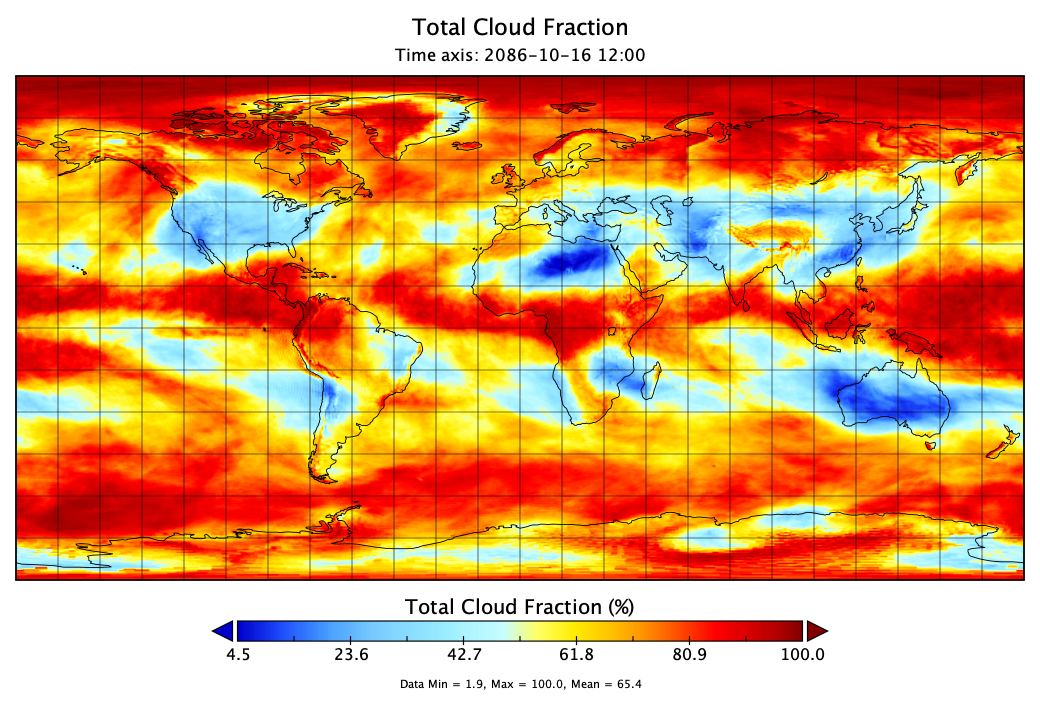 Total Cloud Fraction
Time axis: 2086-10-16 12:00
Total Cloud Fraction (%)
4.5 23.6 42.7 61.8 80.9 100.0
Data Min = 1.9, Max = 100.0, Mean = 65.4